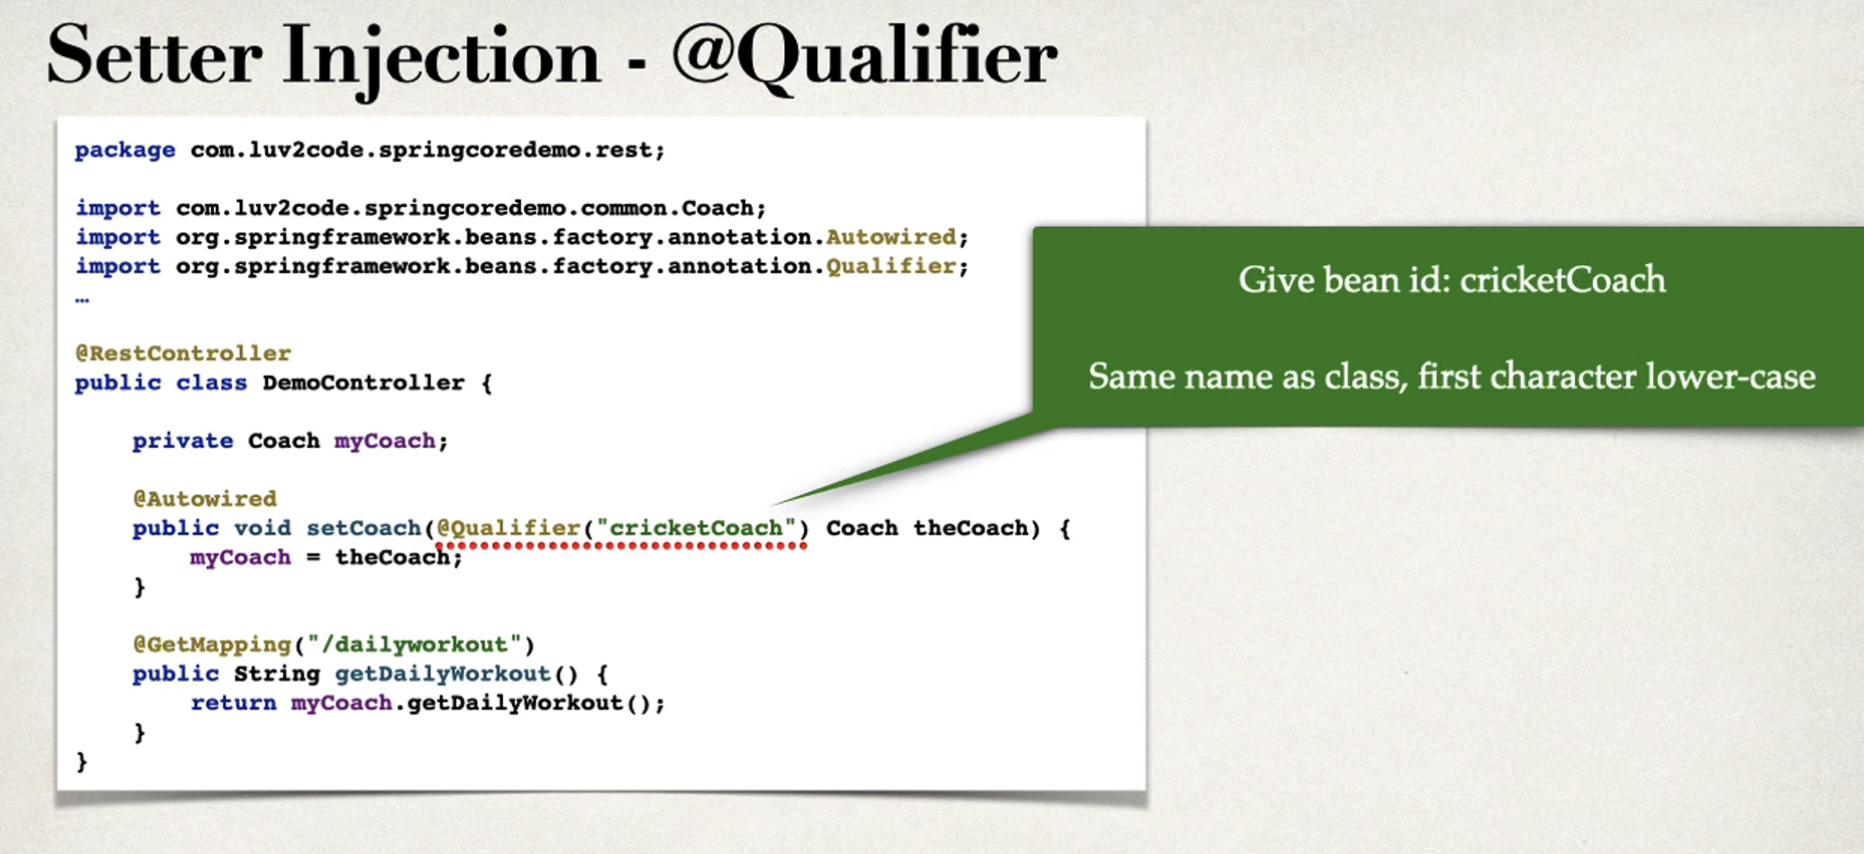 Setter Injection - @Qualifier
package com.luv2code.springcoredemo.rest;
import com.luv2code.springcoredemo.common.Coach;
import org.springframework.beans.factory.annotation.Autowired;
import org.springframework.beans.factory.annotation.Qualifier;
…
@RestController
public class DemoController {
private Coach myCoach;
@Autowired
public void setCoach(@Qualifier("cricketCoach") Coach theCoach) {
myCoach = theCoach;
}
@GetMapping("/dailyworkout")
public String getDailyWorkout() {
return myCoach.getDailyWorkout();
}
}
Give bean id: cricketCoach
Same name as class, first character lower-case